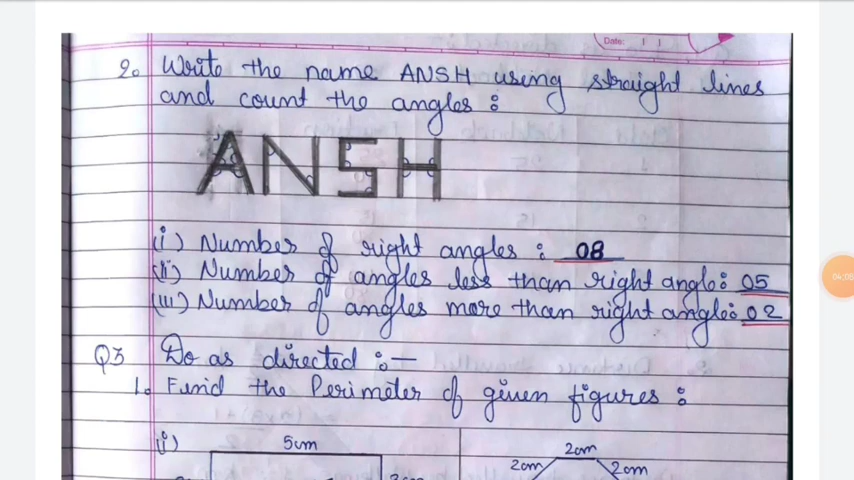 Date: | |
2. Write the name ANSH using straight lines
and count the angles :
ANSH
(i) Number of right angles : 08
(ii) Number of angles less than right angle: 05
(iii) Number of angles more than right angle: 02
Q3 Do as directed :—
1. Find the Perimeter of given figures :
(i) 5cm 2cm
2cm 2cm
04:05